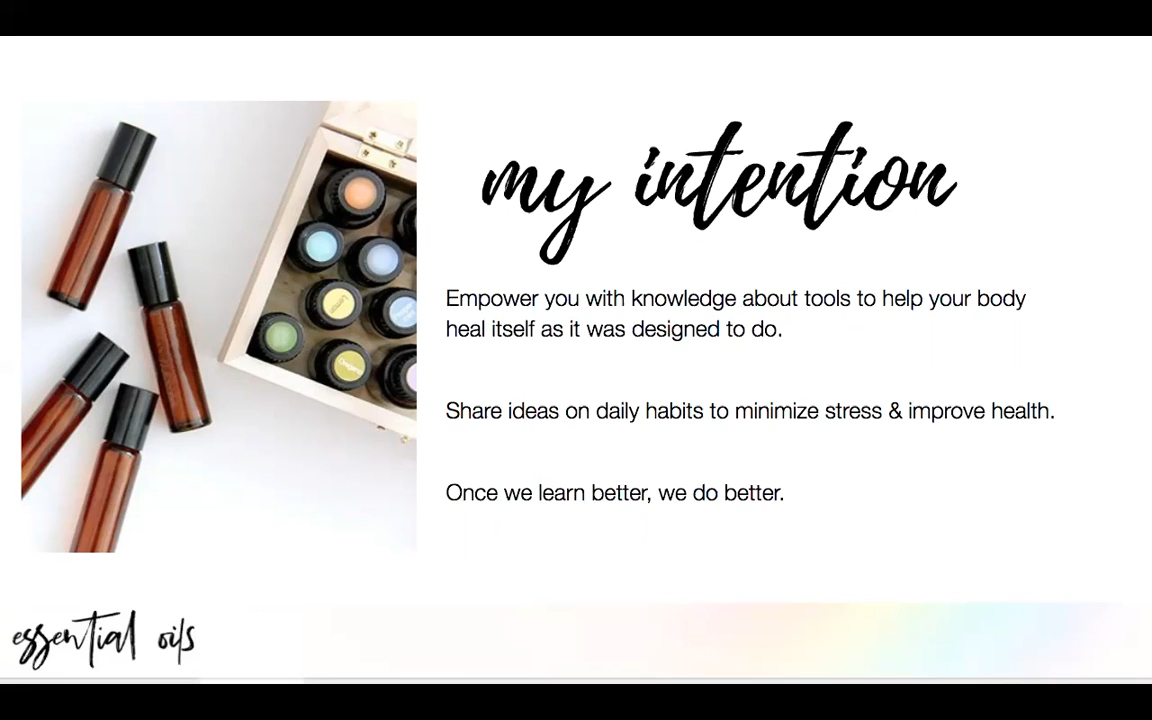 my intention
Empower you with knowledge about tools to help your body
heal itself as it was designed to do.
Share ideas on daily habits to minimize stress & improve health.
Once we learn better, we do better.
Lemon
Oregano
essential oils